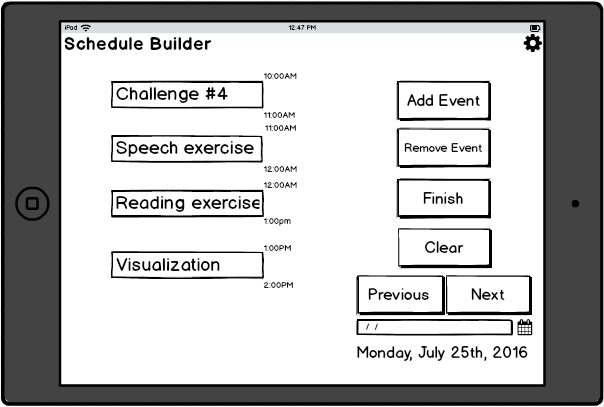 iPad 12:47 PM
Schedule Builder
10:00AM
Challenge #4
11:00AM
11:00AM
Speech exercise
12:00AM
12:00AM
Reading exercise
1:00pm
1:00PM
Visualization
2:00PM
Add Event
Remove Event
Finish
Clear
Previous Next
/ /
Monday, July 25th, 2016